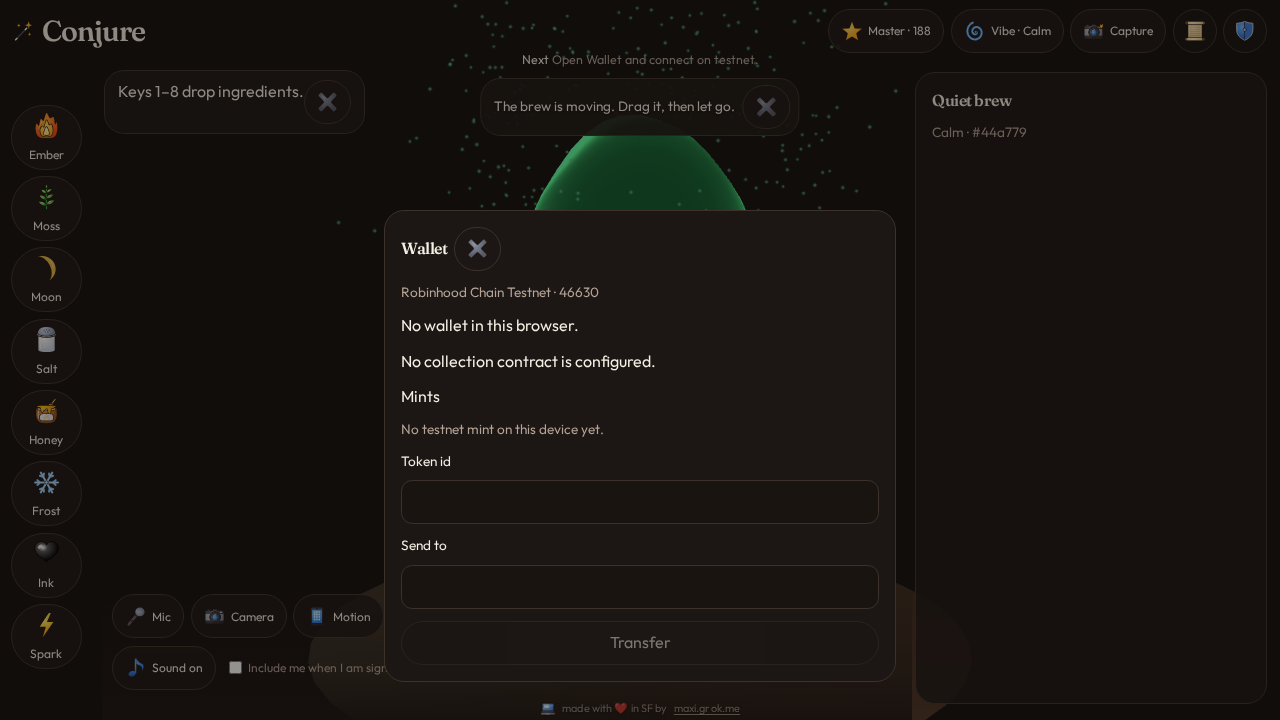 Conjure
Master · 188
Vibe · Calm
Capture
Next Open Wallet and connect on testnet.
Keys 1–8 drop ingredients.
The brew is moving. Drag it, then let go.
Quiet brew
Calm · #44a779
Ember
Moss
Moon
Salt
Honey
Frost
Ink
Spark
Wallet
Robinhood Chain Testnet · 46630
No wallet in this browser.
No collection contract is configured.
Mints
No testnet mint on this device yet.
Token id
Send to
Transfer
Mic
Camera
Motion
Sound on
Include me when I am
made with ❤️ in SF by maxi.grok.me